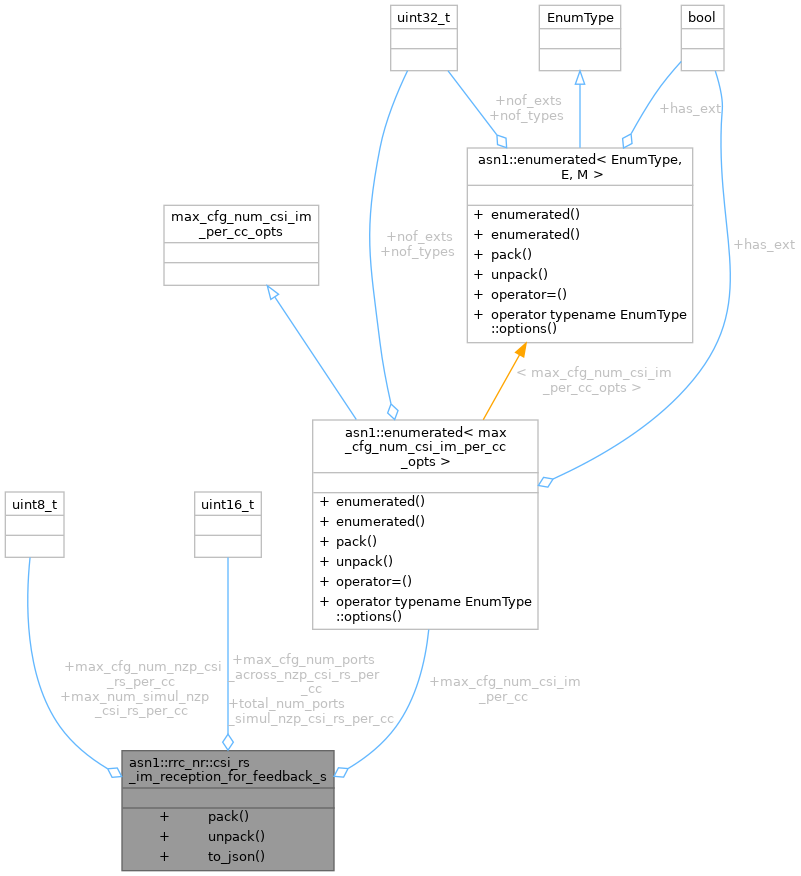 uint32_t
EnumType
bool
+nof_exts
+nof_types
+has_ext
asn1::enumerated< EnumType,
E, M >
+ enumerated()
+ enumerated()
+ pack()
+ unpack()
+ operator=()
+ operator typename EnumType
::options()
max_cfg_num_csi_im
_per_cc_opts
+nof_exts
+nof_types
+has_ext
< max_cfg_num_csi_im
_per_cc_opts >
asn1::enumerated< max
_cfg_num_csi_im_per_cc
_opts >
+ enumerated()
+ enumerated()
+ pack()
+ unpack()
+ operator=()
+ operator typename EnumType
::options()
uint8_t
uint16_t
+max_cfg_num_nzp_csi
_rs_per_cc
+max_num_simul_nzp
_csi_rs_per_cc
+max_cfg_num_ports
_across_nzp_csi_rs_per
_cc
+total_num_ports
_simul_nzp_csi_rs_per_cc
+max_cfg_num_csi_im
_per_cc
asn1::rrc_nr::csi_rs
_im_reception_for_feedback_s
+ pack()
+ unpack()
+ to_json()